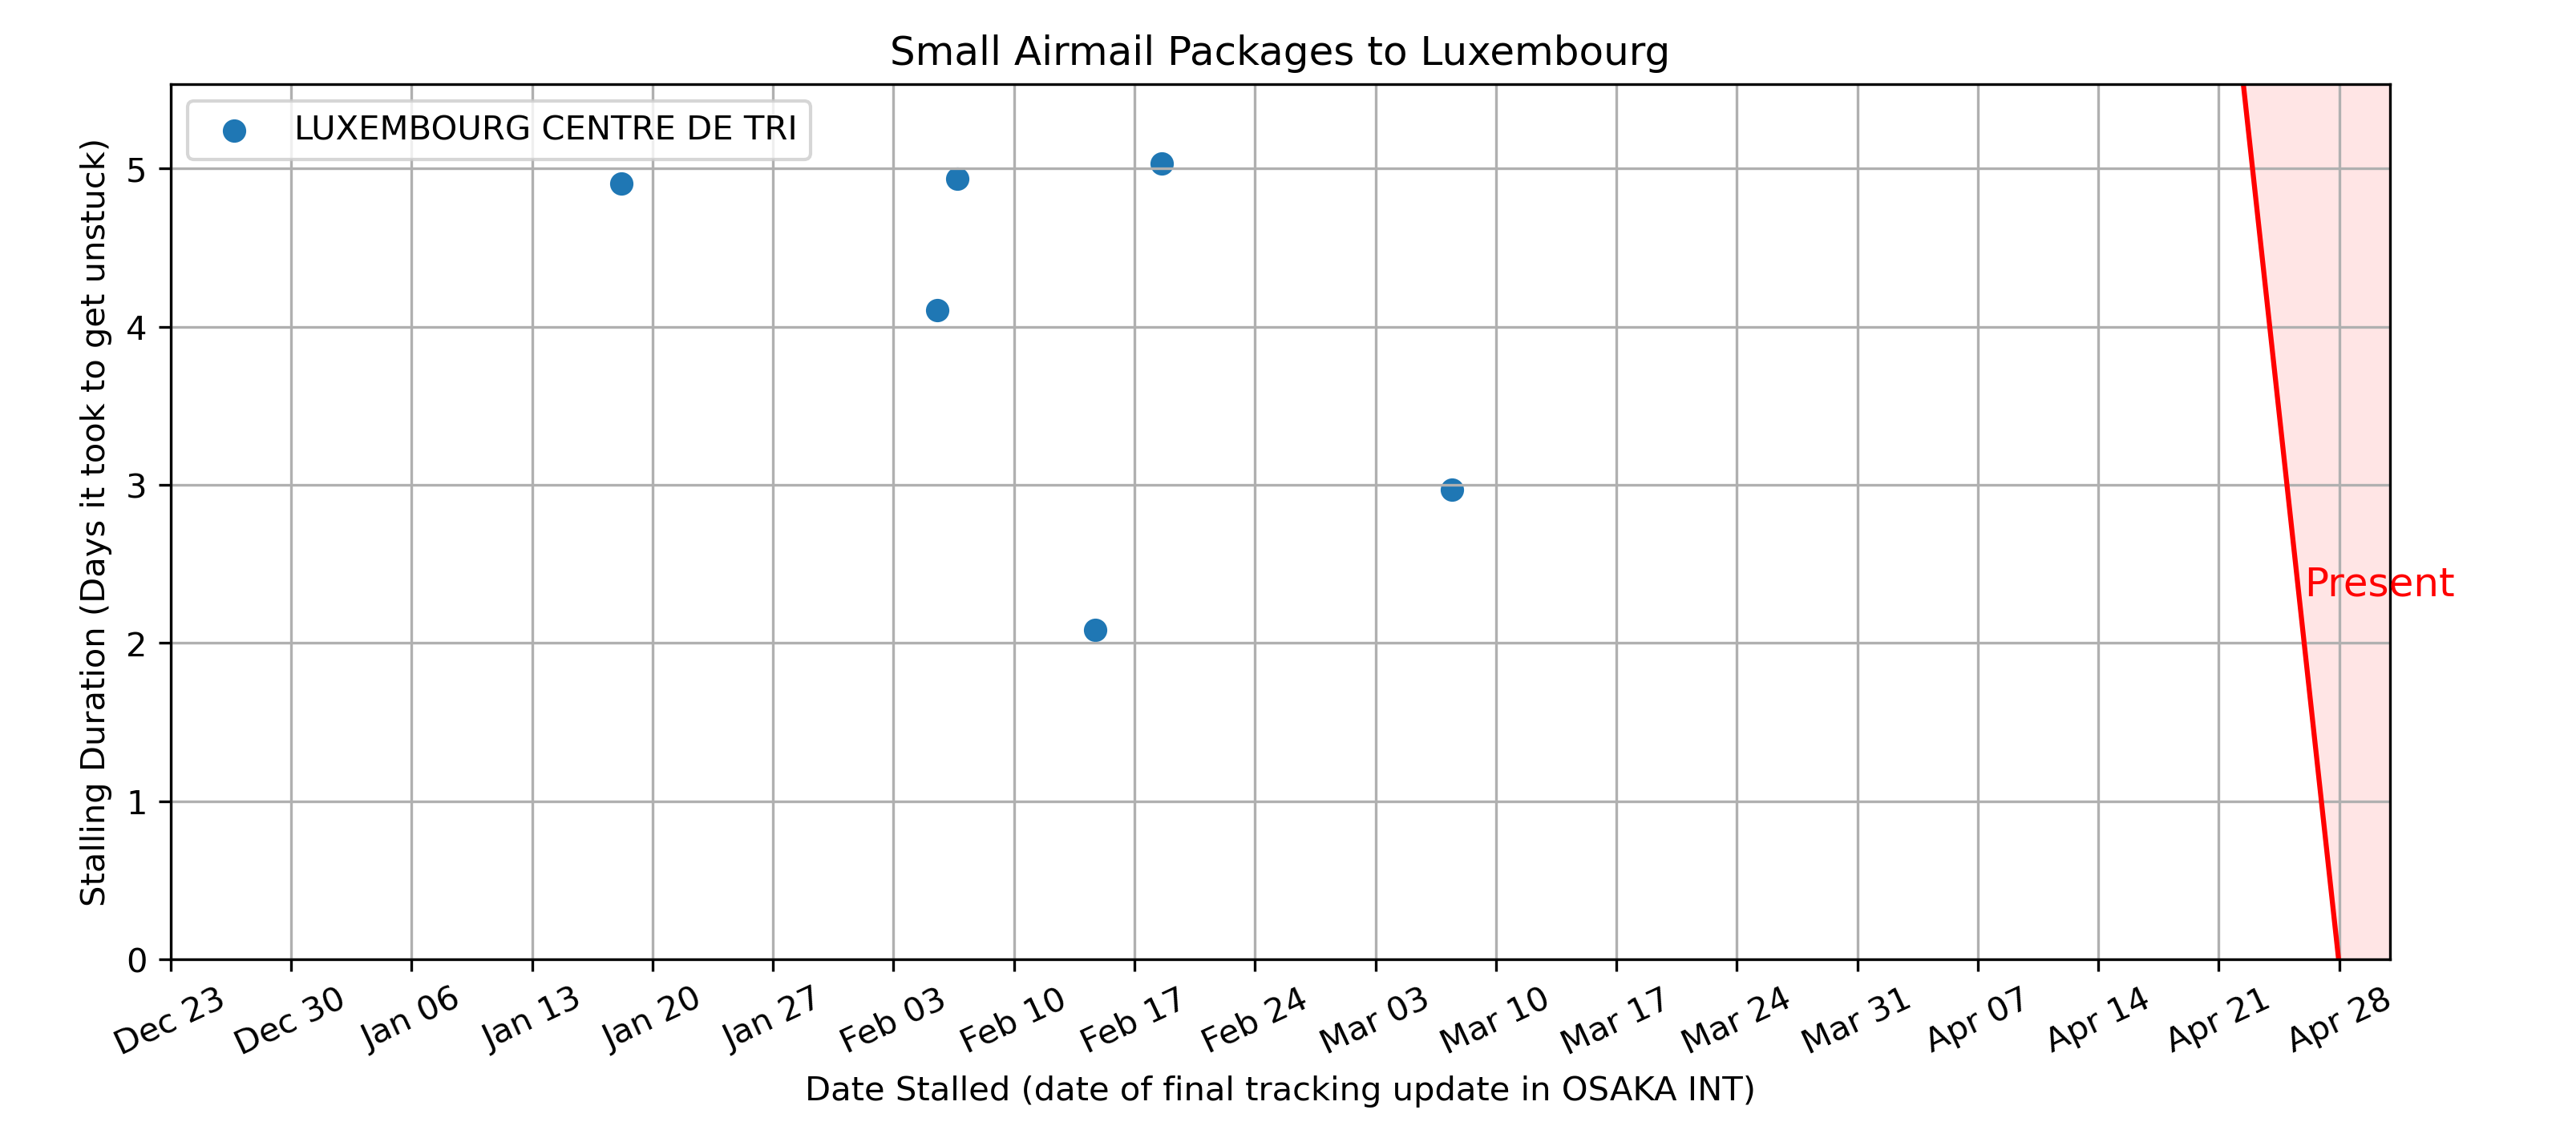 Small Airmail Packages to Luxembourg
LUXEMBOURG CENTRE DE TRI
Stalling Duration (Days it took to get unstuck)
5
4
3
2
1
0
Present
Dec 23
Dec 30
Jan 06
Jan 13
Jan 20
Jan 27
Feb 03
Feb 10
Feb 17
Feb 24
Mar 03
Mar 10
Mar 17
Mar 24
Mar 31
Apr 07
Apr 14
Apr 21
Apr 28
Date Stalled (date of final tracking update in OSAKA INT)